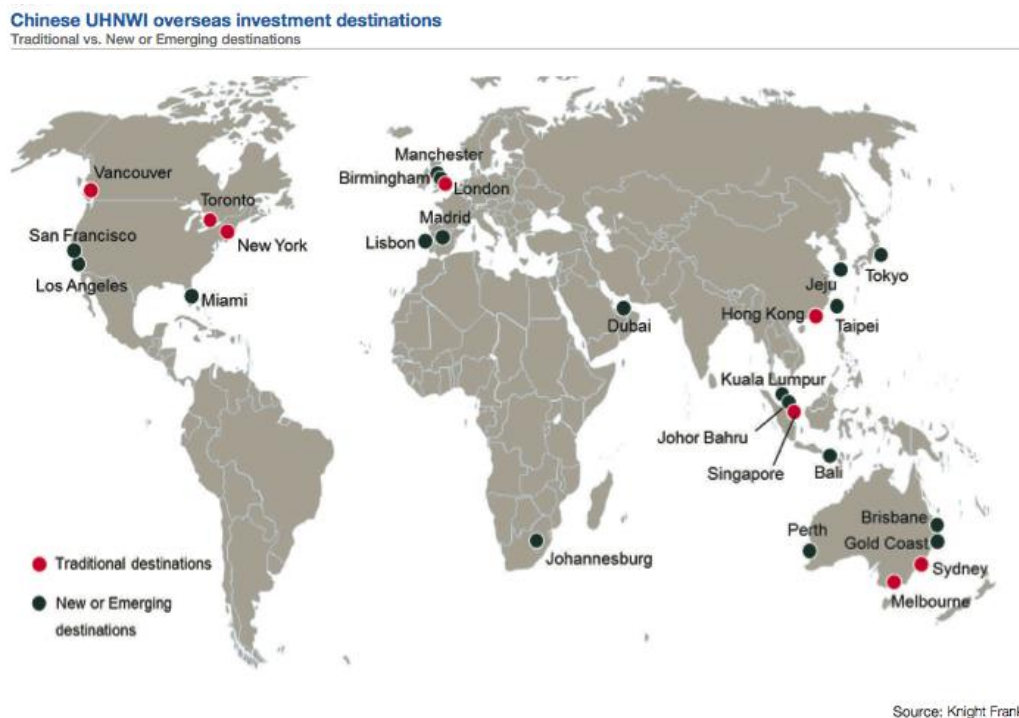 Chinese UHNWI overseas investment destinations
Traditional vs. New or Emerging destinations
Manchester
Vancouver
Birmingham
London
Toronto
Madrid
San Francisco
New York
Lisbon
Tokyo
Jeju
Los Angeles
Miami
Hong Kong
Taipei
Dubai
Kuala Lumpur
Johor Bahru
Singapore
Bali
Brisbane
Perth
Gold Coast
Johannesburg
Sydney
Melbourne
Traditional destinations
New or Emerging
destinations
Source: Knight Frank